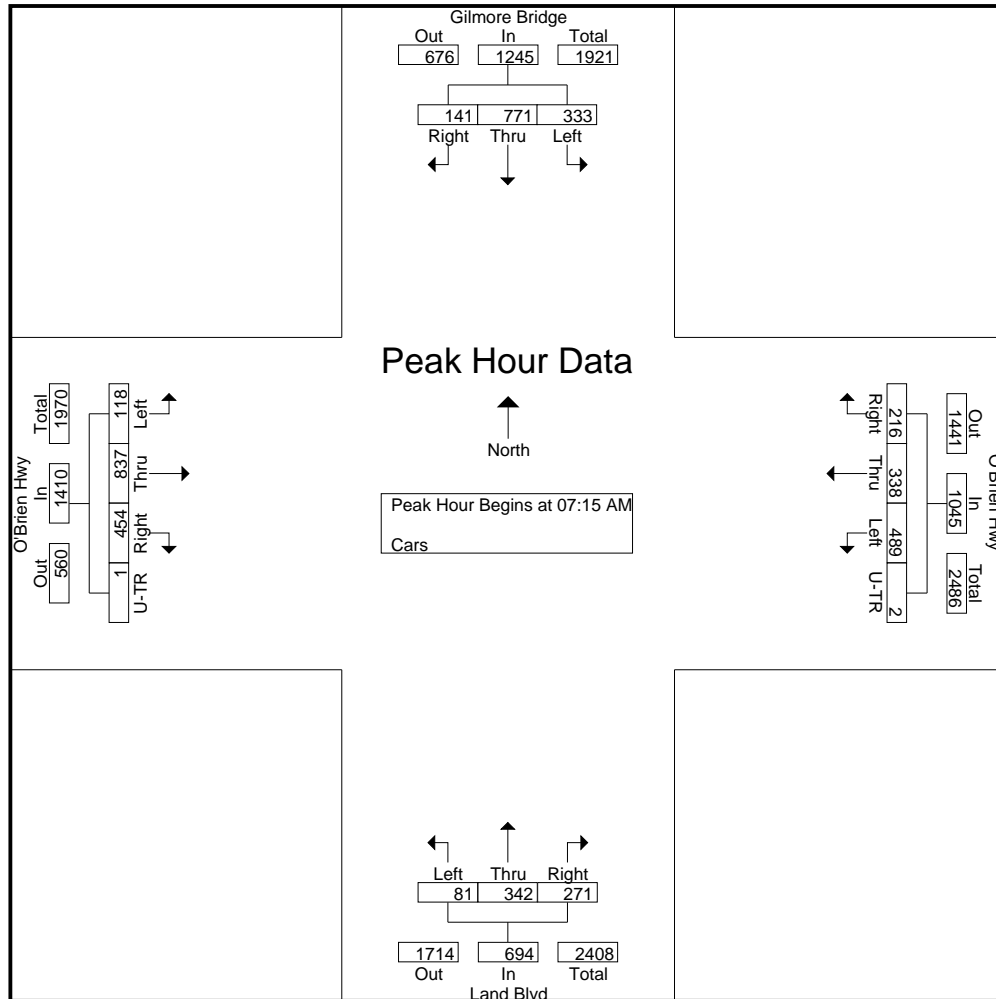 Gilmore Bridge
Out In Total
676 1245 1921
141 771 333
Right Thru Left
Peak Hour Data
North
Peak Hour Begins at 07:15 AM
Cars
O'Brien Hwy
Total In Out
1970 1410 560
118 837 454 1
Left Thru Right U-TR
Right Thru Left U-TR
216 338 489 2
Out In Total
1441 1045 2486
O'Brien Hwy
Left Thru Right
81 342 271
1714 694 2408
Out In Total
Land Blvd